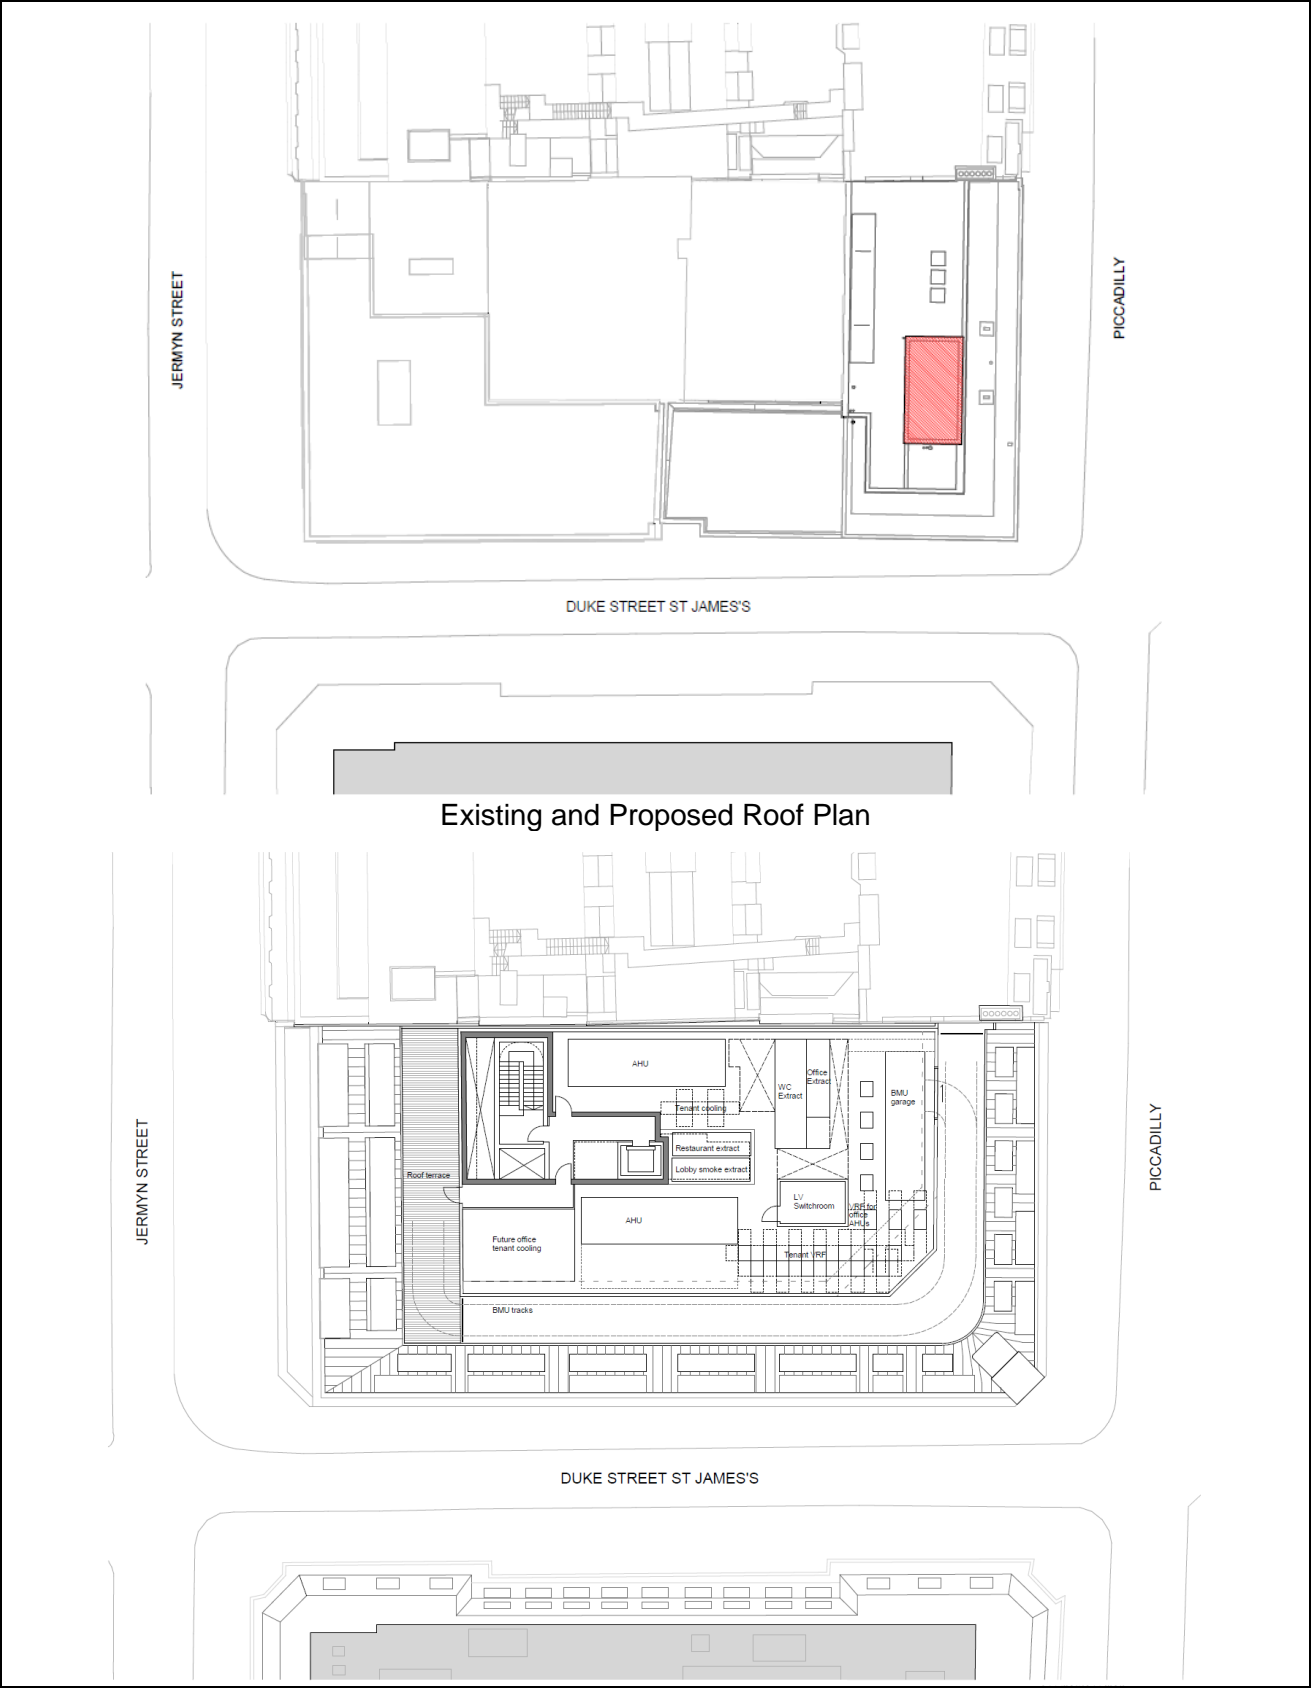 JERMYN STREET
PICCADILLY
DUKE STREET ST JAMES'S
Existing and Proposed Roof Plan
AHU
Office
Extract
WC
Extract
BMU
garage
Tenant cooling
Restaurant extract
Lobby smoke extract
Roof terrace
LV
Switchroom
VRF for
office
AHUs
AHU
Future office
tenant cooling
Tenant VRF
BMU tracks
JERMYN STREET
PICCADILLY
DUKE STREET ST JAMES'S